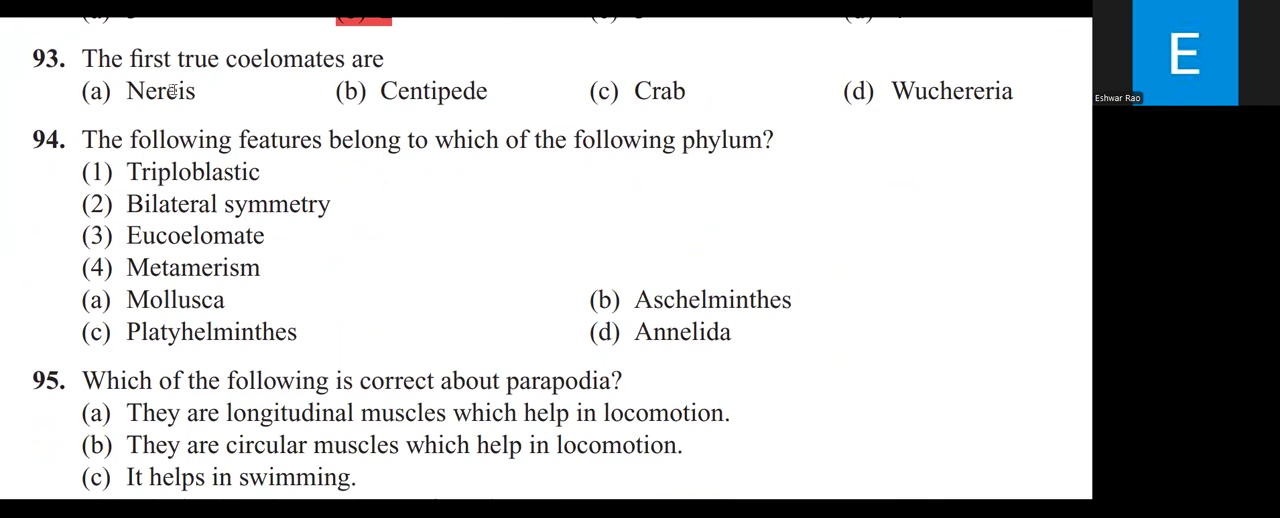 93. The first true coelomates are
(a) Nereis (b) Centipede (c) Crab (d) Wuchereria
94. The following features belong to which of the following phylum?
(1) Triploblastic
(2) Bilateral symmetry
(3) Eucoelomate
(4) Metamerism
(a) Mollusca (b) Aschelminthes
(c) Platyhelminthes (d) Annelida
95. Which of the following is correct about parapodia?
(a) They are longitudinal muscles which help in locomotion.
(b) They are circular muscles which help in locomotion.
(c) It helps in swimming.
E
Eshwar Rao